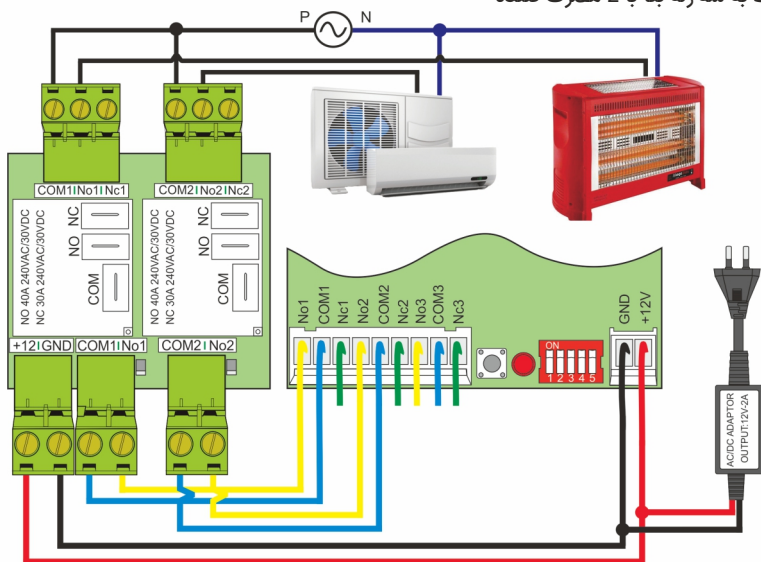 P N
COM1 No1 Nc1
COM2 No2 Nc2
NO 40A 240VAC/30VDC
NC 30A 240VAC/30VDC
NC
NO
COM
NO 40A 240VAC/30VDC
NC 30A 240VAC/30VDC
NC
NO
COM
+12 GND
COM1 No1
COM2 No2
No1
COM1
Nc1
No2
COM2
Nc2
No3
COM3
Nc3
ON
1 2 3 4 5
GND
+12V
AC/DC ADAPTOR
OUTPUT:12V-2A